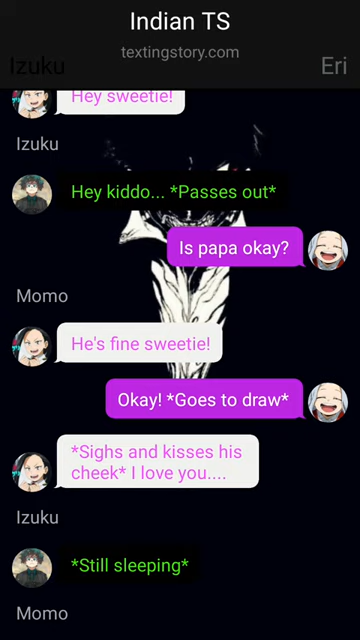 Indian TS
textingstory.com
Izuku
Eri
Hey sweetie!
Izuku
Hey kiddo... *Passes out*
Is papa okay?
Momo
He's fine sweetie!
Okay! *Goes to draw*
*Sighs and kisses his
cheek* I love you....
Izuku
*Still sleeping*
Momo